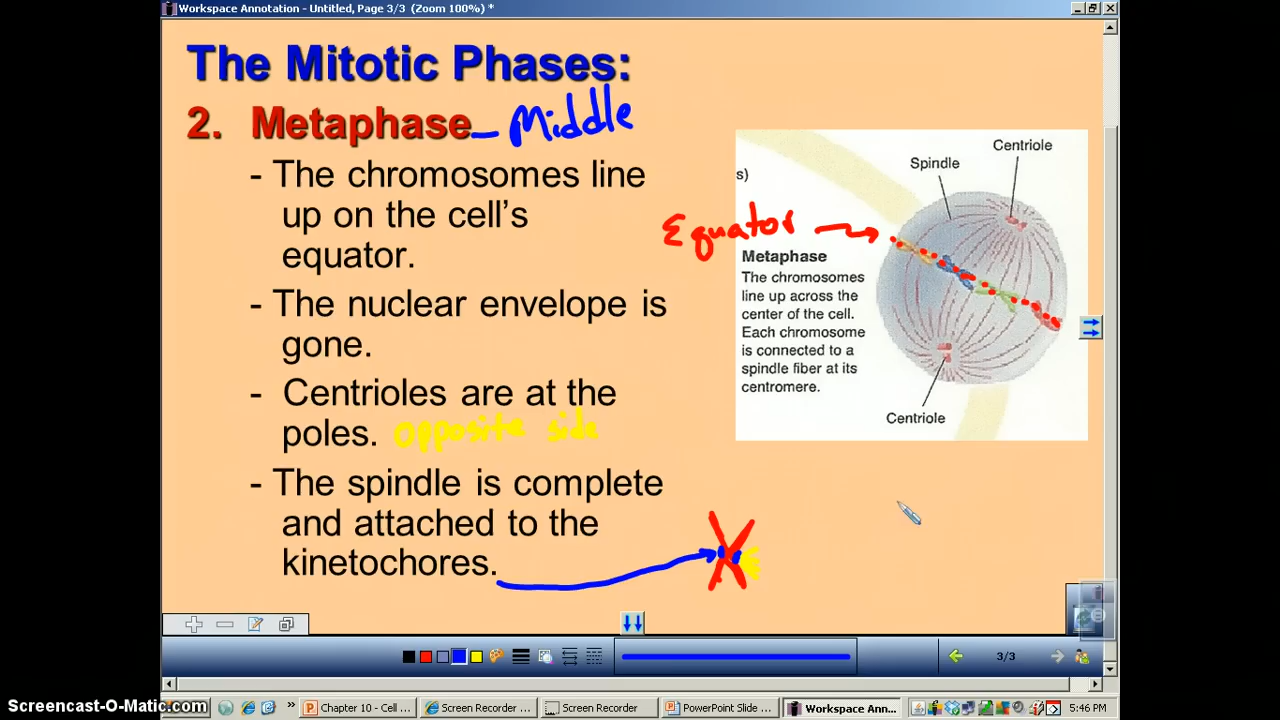 Workspace Annotation - Untitled, Page 3/3 (Zoom 100%) *
The Mitotic Phases:
2. Metaphase - Middle
- The chromosomes line
up on the cell's
equator.
- The nuclear envelope is
gone.
- Centrioles are at the
poles. opposite side
- The spindle is complete
and attached to the
kinetochores.
Centriole
Spindle
s)
Equator
Metaphase
The chromosomes
line up across the
center of the cell.
Each chromosome
is connected to a
spindle fiber at its
centromere.
Centriole
3/3
Screencast-O-Matic.com
» Chapter 10 - Cell ... Screen Recorder ... Screen Recorder PowerPoint Slide ... Workspace Ann... 5:46 PM